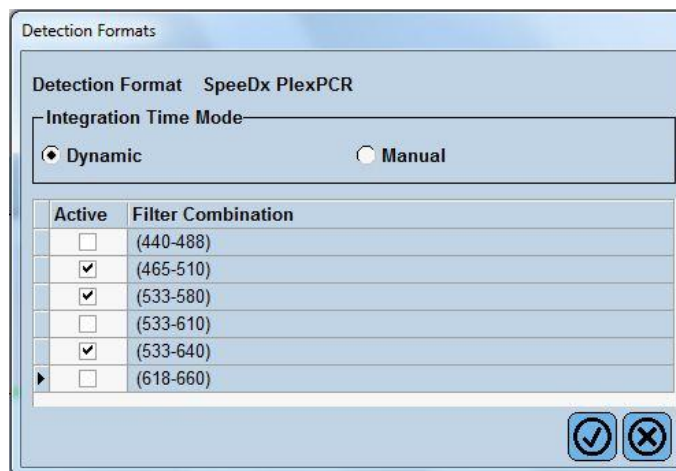 Detection Formats
Detection Format SpeeDx PlexPCR
Integration Time Mode
Dynamic Manual
Active Filter Combination
(440-488)
(465-510)
(533-580)
(533-610)
(533-640)
(618-660)